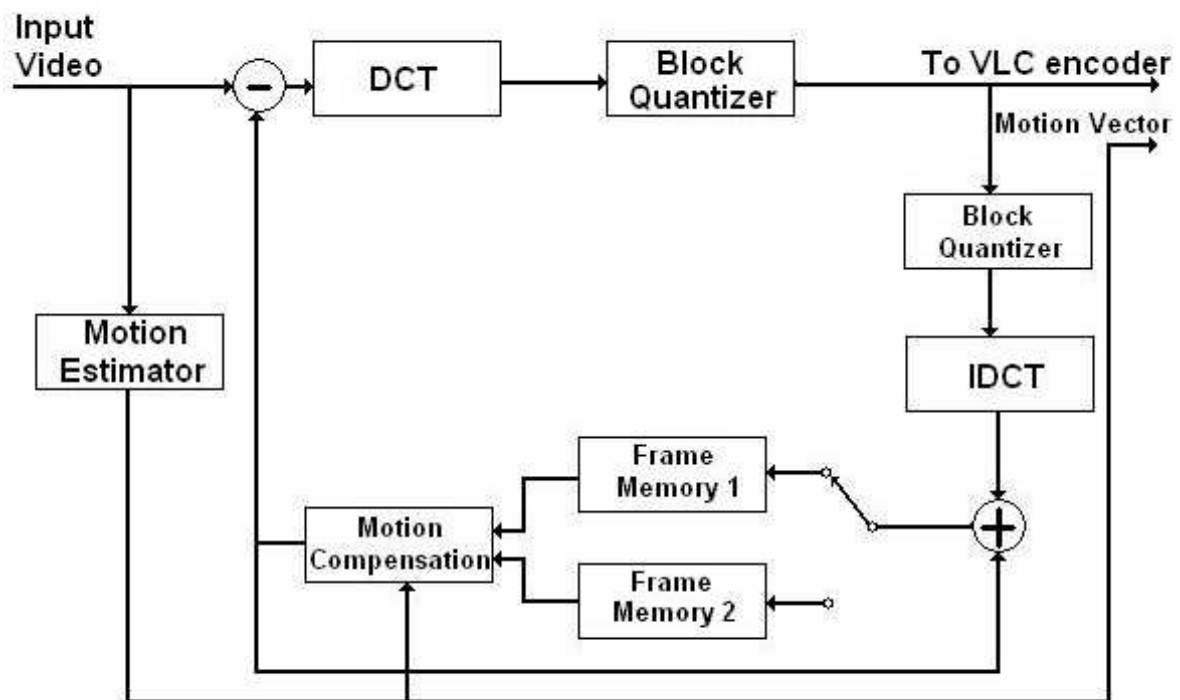 Input
Video
DCT
Block
Quantizer
To VLC encoder
Motion Vector
Block
Quantizer
Motion
Estimator
IDCT
Frame
Memory 1
Motion
Compensation
Frame
Memory 2